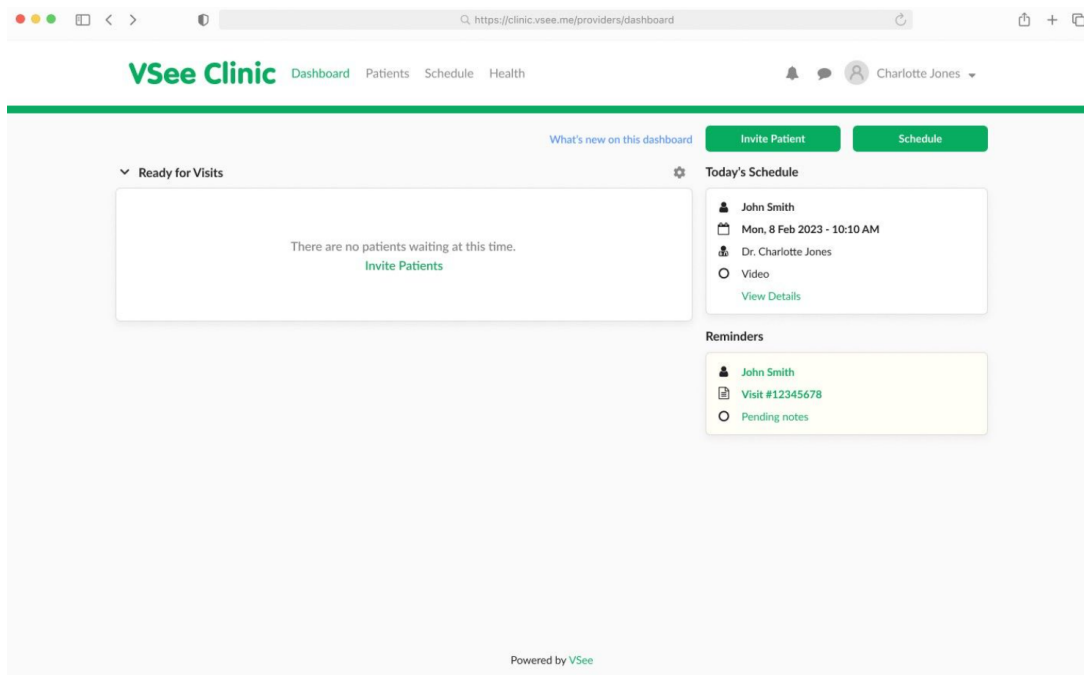 https://clinic.vsee.me/providers/dashboard
VSee Clinic Dashboard Patients Schedule Health Charlotte Jones
What's new on this dashboard Invite Patient Schedule
Ready for Visits
There are no patients waiting at this time.
Invite Patients
Today's Schedule
John Smith
Mon, 8 Feb 2023 - 10:10 AM
Dr. Charlotte Jones
Video
View Details
Reminders
John Smith
Visit #12345678
Pending notes
Powered by VSee